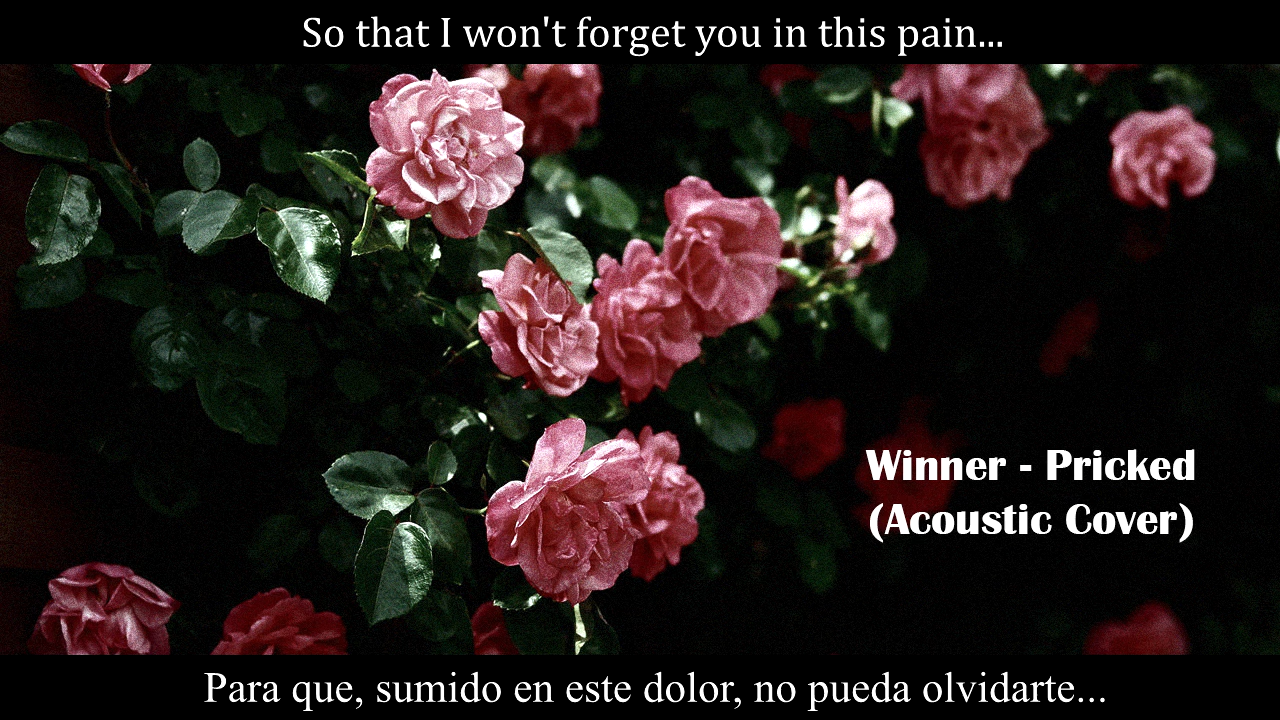 So that I won't forget you in this pain...
Winner - Pricked
(Acoustic Cover)
Para que, sumido en este dolor, no pueda olvidarte...